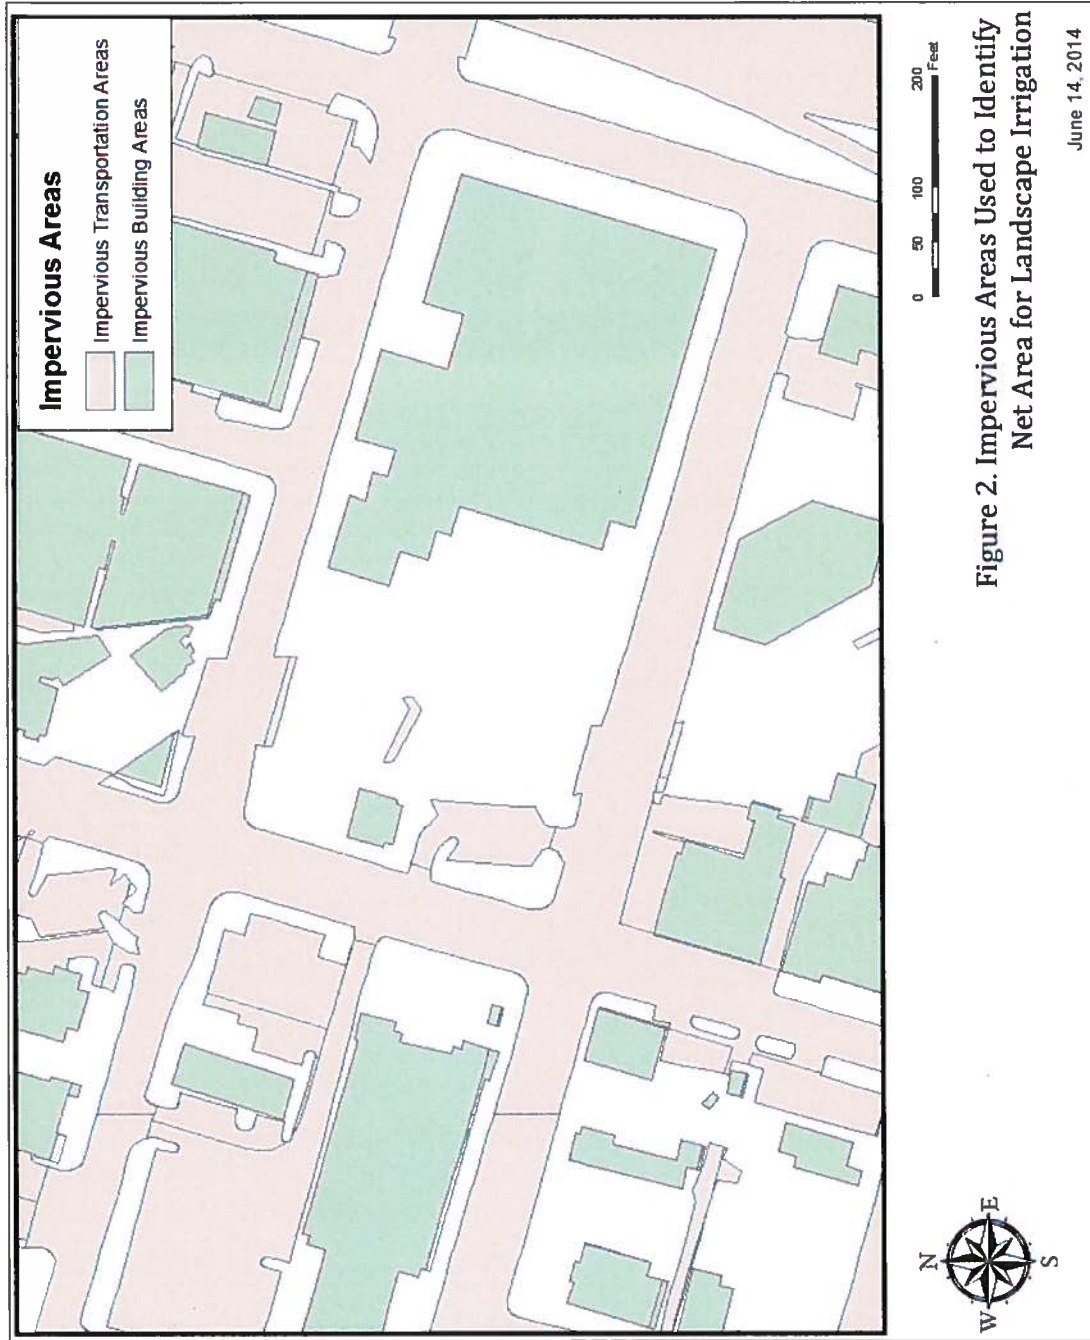 Impervious Areas
Impervious Transportation Areas
Impervious Building Areas
0 50 100 200
Feet
Figure 2. Impervious Areas Used to Identify
Net Area for Landscape Irrigation
June 14, 2014
N
W E
S